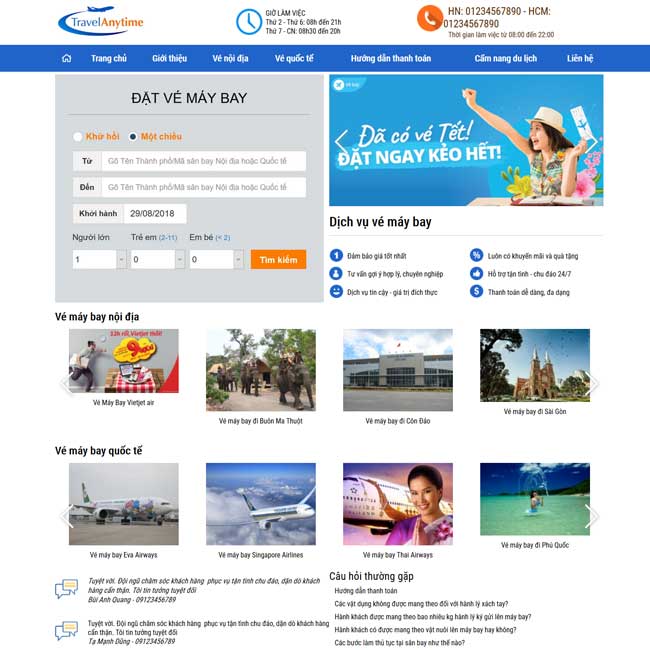 TravelAnytime
GIỜ LÀM VIỆC
Thứ 2 - Thứ 6: 08h đến 21h
Thứ 7 - CN: 08h30 đến 20h
HN: 01234567890 - HCM:
01234567890
Thời gian làm việc từ 08:00 đến 22:00
Trang chủ
Giới thiệu
Vé nội địa
Vé quốc tế
Hướng dẫn thanh toán
Cẩm nang du lịch
Liên hệ
ĐẶT VÉ MÁY BAY
Khứ hồi
Một chiều
Từ
Gõ Tên Thành phố/Mã sân bay Nội địa hoặc Quốc tế
Đến
Gõ Tên Thành phố/Mã sân bay Nội địa hoặc Quốc tế
Khởi hành
29/08/2018
Người lớn
Trẻ em (2-11)
Em bé (< 2)
1
0
0
Tìm kiếm
Đã có vé Tết!
ĐẶT NGAY KẺO HẾT!
Dịch vụ vé máy bay
1 Đảm bảo giá tốt nhất
% Luôn có khuyến mãi và quà tặng
Tư vấn gợi ý hợp lý, chuyên nghiệp
Hỗ trợ tận tình - chu đáo 24/7
Dịch vụ tin cậy - giá trị đích thực
$ Thanh toán dễ dàng, đa dạng
Vé máy bay nội địa
12h rồi, Vietjet thôi!
Vé Máy Bay Vietjet air
Vé máy bay đi Buôn Ma Thuột
Vé máy bay đi Côn Đảo
Vé máy bay đi Sài Gòn
Vé máy bay quốc tế
Vé máy bay Eva Airways
Vé máy bay Singapore Airlines
Vé máy bay Thai Airways
Vé máy bay đi Phú Quốc
Tuyệt vời. Đội ngũ chăm sóc khách hàng phục vụ tận tình chu đáo, dặn dò khách
hàng cẩn thận. Tôi tin tưởng tuyệt đối
Bùi Anh Quang - 09123456789
Tuyệt vời. Đội ngũ chăm sóc khách hàng phục vụ tận tình chu đáo, dặn dò khách hàng
cẩn thận. Tôi tin tưởng tuyệt đối
Tạ Mạnh Dũng - 09123456789
Câu hỏi thường gặp
Hướng dẫn thanh toán
Các vật dụng không được mang theo đối với hành lý xách tay?
Hành khách được mang theo bao nhiêu kg hành lý ký gửi lên máy bay?
Hành khách có được mang theo vật nuôi lên máy bay hay không?
Các bước làm thủ tục tại sân bay như thế nào?